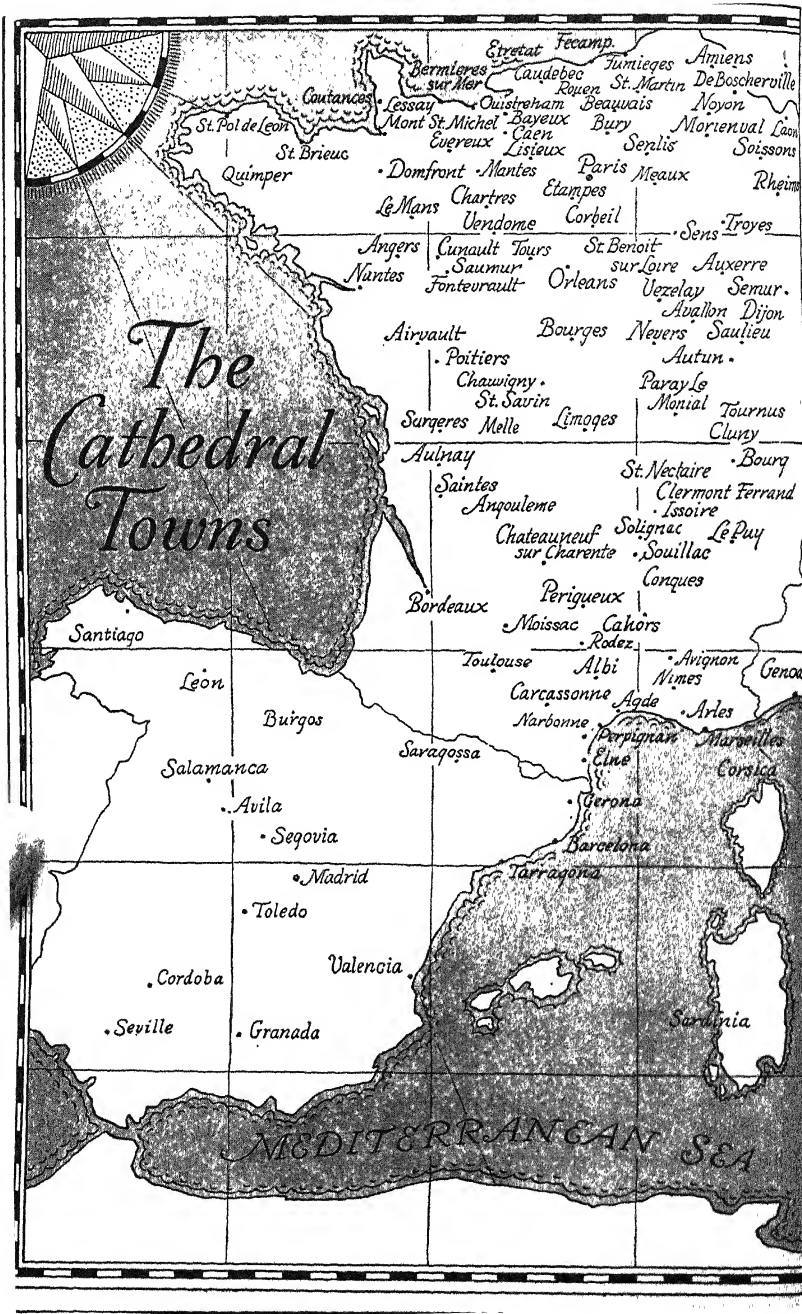 Etretat Fecamp.
Jumieges Amiens
Bernieres sur Mer Caudebec Rouen St. Martin De Boscherville
Coutances Lessay Ouistreham Beauvais Noyon
St. Pol de Leon Mont St. Michel Bayeux Bury Morienval Laon
Evereux Caen Lisieux Senlis Soissons
St. Brieuc
Quimper Domfront Mantes Paris Meaux Rheims
Le Mans Chartres Etampes
Vendome Corbeil
Sens Troyes
Angers Cunault Tours St. Benoit sur Loire Auxerre
Nantes Saumur Orleans
Fontevrault Vezelay Semur
Avallon Dijon
Airvault Bourges Nevers Saulieu
Poitiers Autun
Chauvigny Paray Le Monial
St. Savin
Surgeres Melle Limoges Tournus
Cluny
The
Cathedral
Towns
Aulnay St. Nectaire Bourg
Saintes Clermont Ferrand
Angouleme Issoire
Chateauneuf sur Charente Solignac Le Puy
Souillac
Conques
Bordeaux Perigueux
Moissac Cahors
Rodez
Santiago
Toulouse Albi Avignon
Nimes Genoa
Leon Carcassonne Agde Arles
Burgos Narbonne Perpignan Marseilles
Saragossa Elne Corsica
Salamanca
Avila Gerona
Segovia Barcelona
Madrid Tarragona
Toledo
Valencia
Cordoba
Seville Granada Sardinia
MEDITERRANEAN SEA